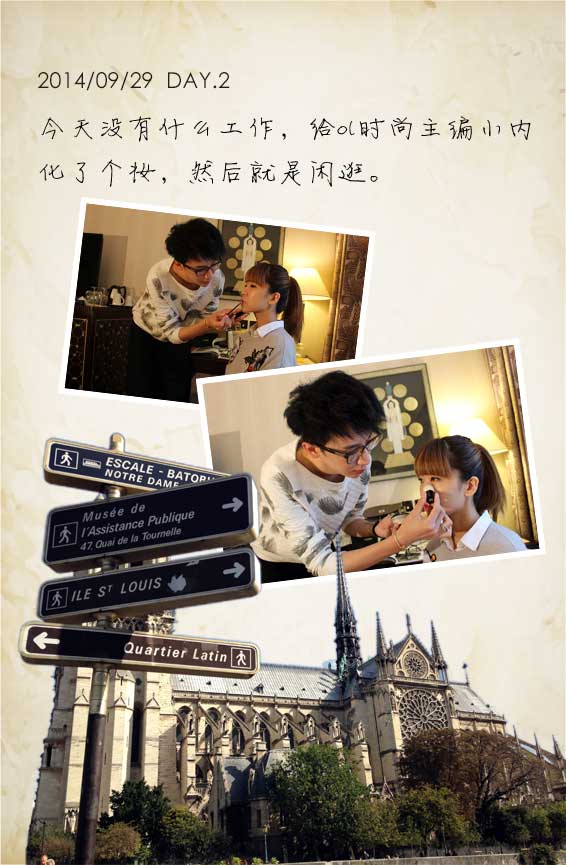 2014/09/29 DAY.2
今天没有什么工作，给ol时尚主编小内
化了个妆，然后就是闲逛。
ESCALE - BATOBU
NOTRE DAME
Musée de
l'Assistance Publique
47, Quai de la Tournelle
ILE ST LOUIS
Quartier Latin